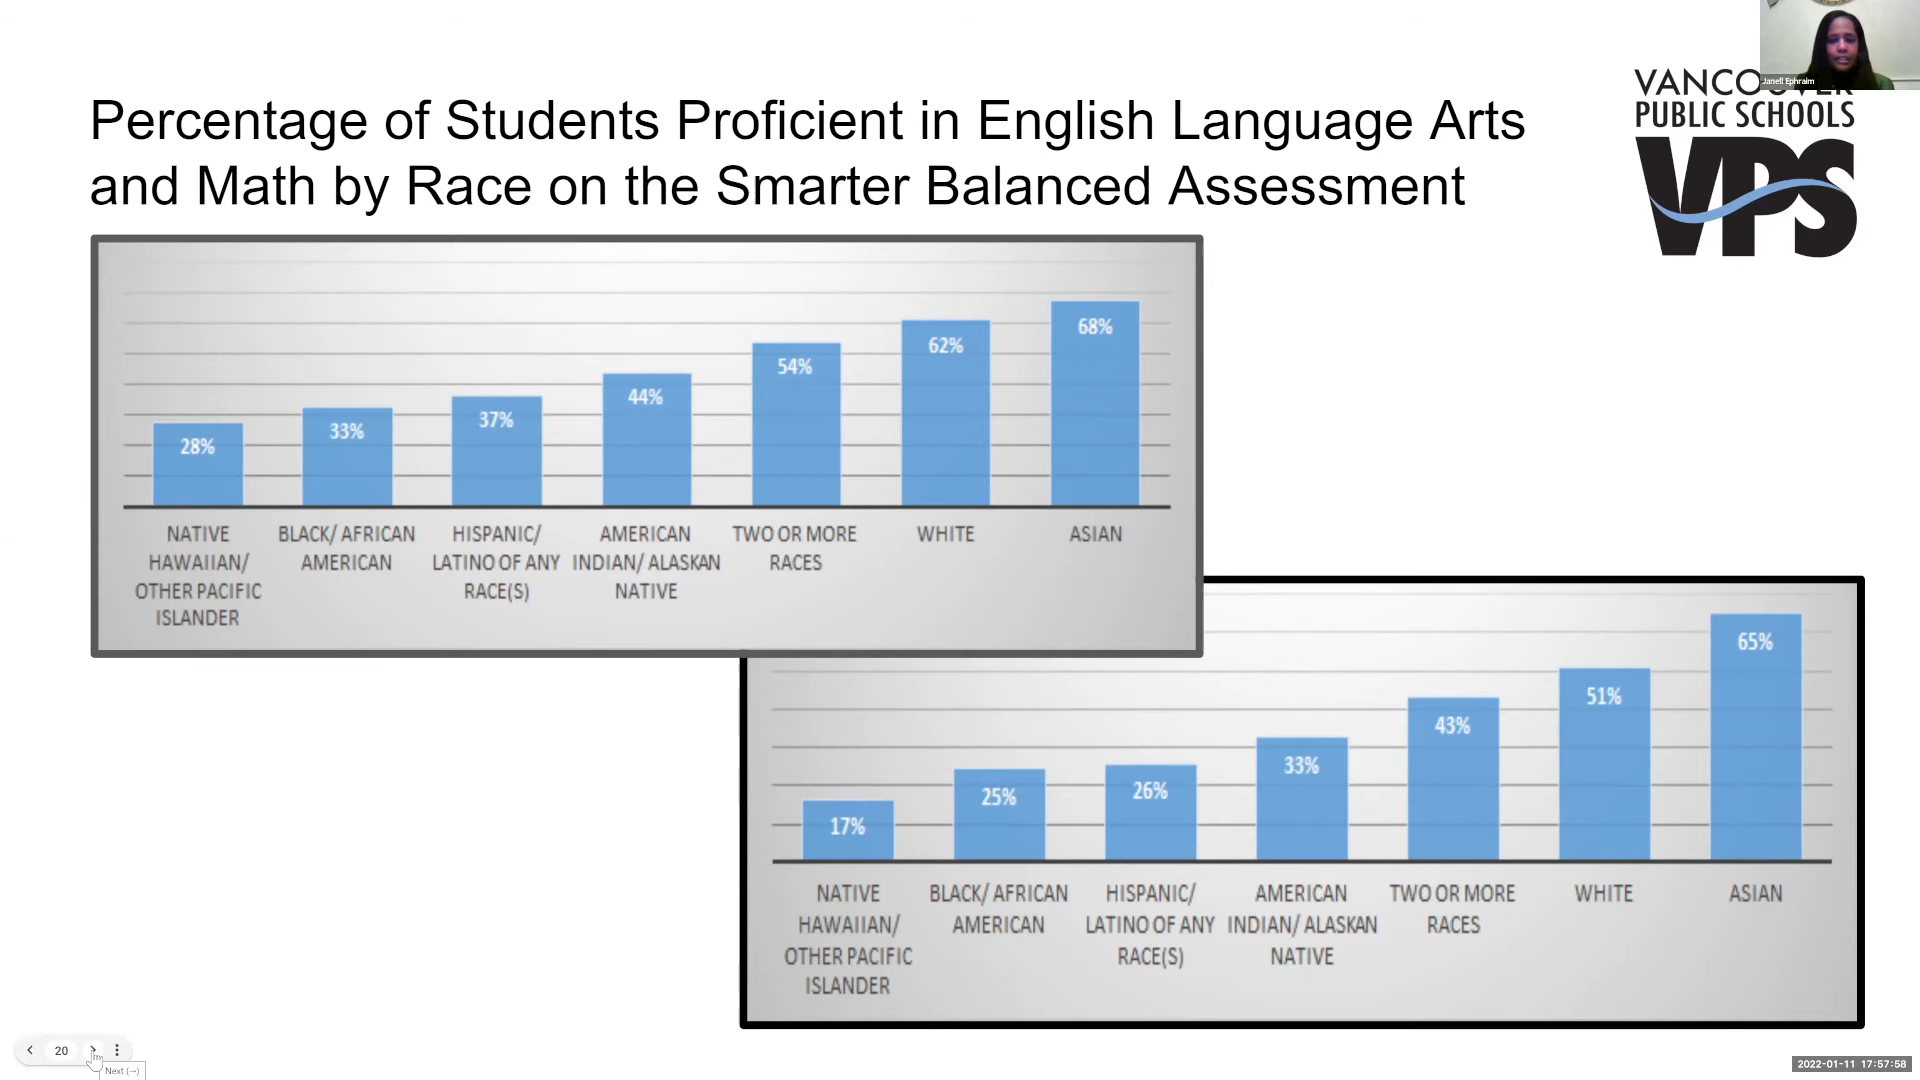 Janell Ephraim
VANCOUVER
PUBLIC SCHOOLS
VPS
Percentage of Students Proficient in English Language Arts
and Math by Race on the Smarter Balanced Assessment
28%
33%
37%
44%
54%
62%
68%
NATIVE
HAWAIIAN/
OTHER PACIFIC
ISLANDER
BLACK/ AFRICAN
AMERICAN
HISPANIC/
LATINO OF ANY
RACE(S)
AMERICAN
INDIAN/ ALASKAN
NATIVE
TWO OR MORE
RACES
WHITE
ASIAN
17%
25%
26%
33%
43%
51%
65%
NATIVE
HAWAIIAN/
OTHER PACIFIC
ISLANDER
BLACK/ AFRICAN
AMERICAN
HISPANIC/
LATINO OF ANY
RACE(S)
AMERICAN
INDIAN/ ALASKAN
NATIVE
TWO OR MORE
RACES
WHITE
ASIAN
20
Next (→)
2022-01-11 17:57:58